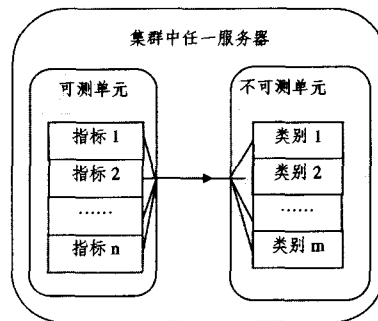 集群中任一服务器
可测单元
不可测单元
指标 1
指标 2
……
指标 n
类别 1
类别 2
……
类别 m